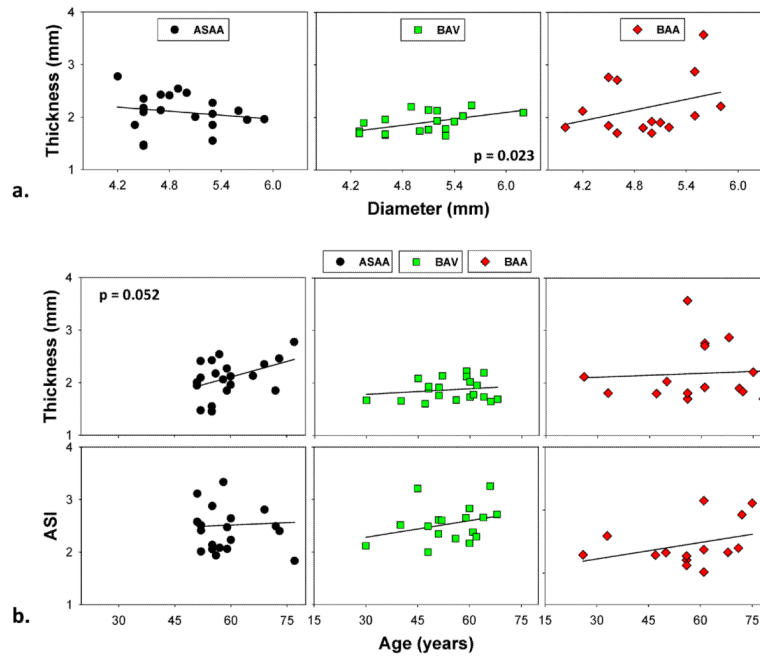 ASAA
BAV
BAA
Thickness (mm)
4
3
2
1
p = 0.023
4.2 4.8 5.4 6.0 4.2 4.8 5.4 6.0 4.2 4.8 5.4 6.0
a.
Diameter (mm)
ASAA BAV BAA
Thickness (mm)
4
3
2
1
p = 0.052
ASI
4
3
2
1
30 45 60 75 15 30 45 60 75 15 30 45 60 75
b.
Age (years)